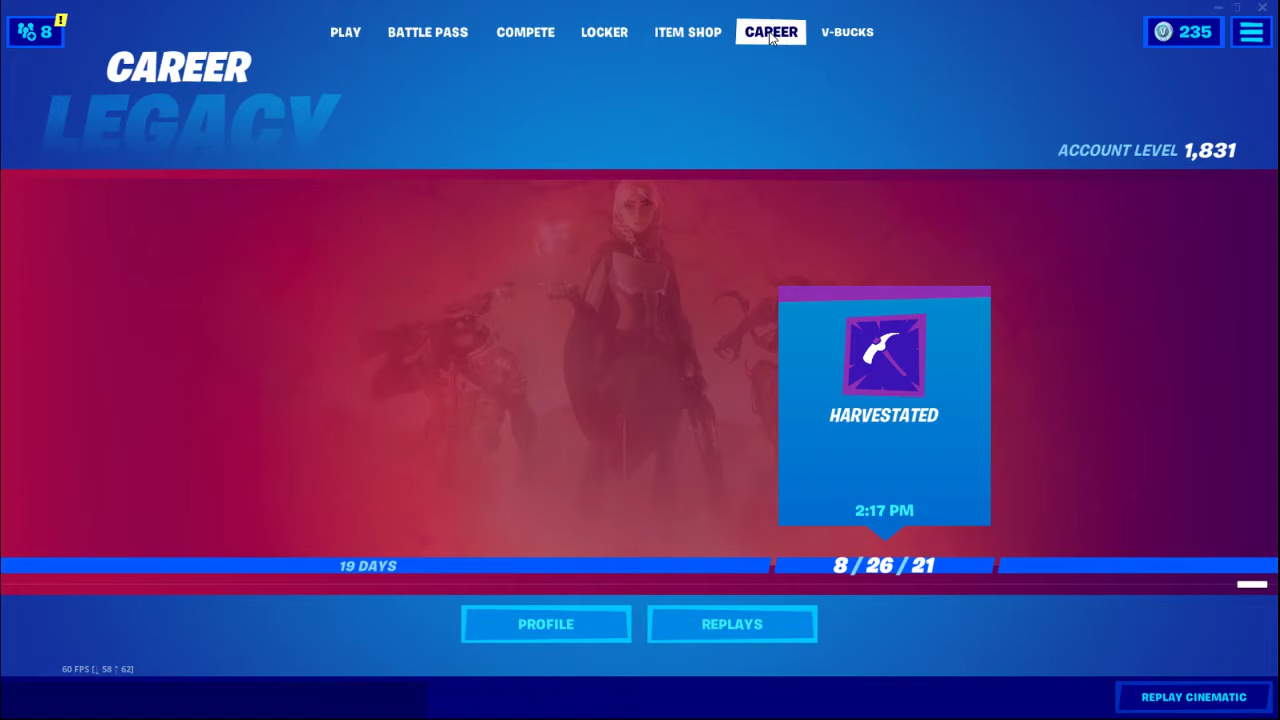 8
!
PLAY
BATTLE PASS
COMPETE
LOCKER
ITEM SHOP
CAREER
V-BUCKS
235
CAREER
LEGACY
ACCOUNT LEVEL 1,831
HARVESTATED
2:17 PM
19 DAYS
8 / 26 / 21
PROFILE
REPLAYS
60 FPS [↓ 58 ↑ 62]
REPLAY CINEMATIC